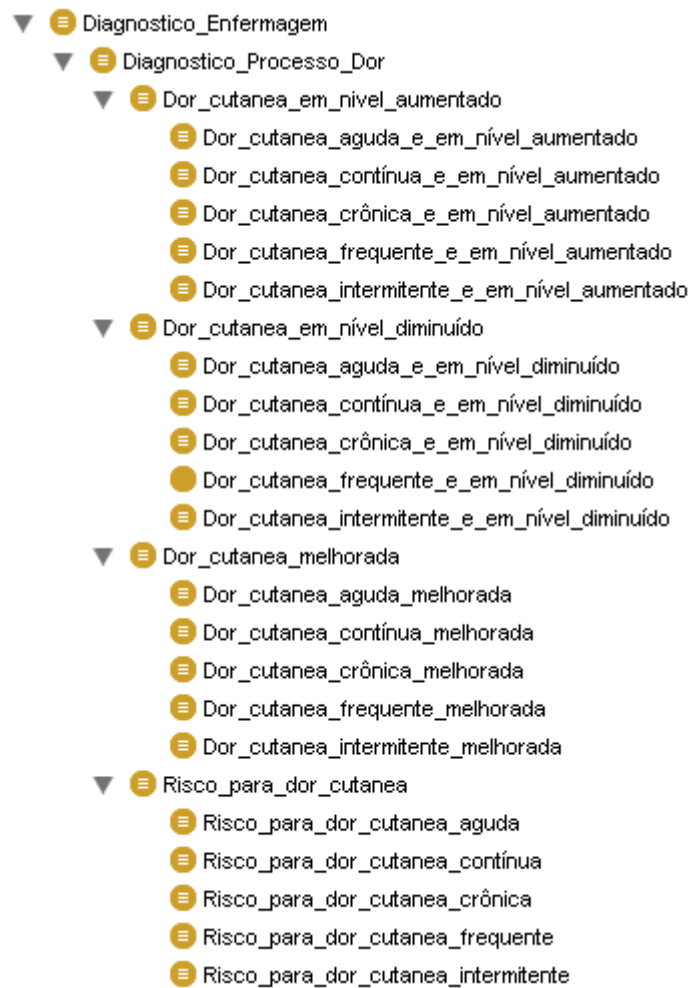 Diagnostico_Enfermagem
Diagnostico_Processo_Dor
Dor_cutanea_em_nivel_aumentado
Dor_cutanea_aguda_e_em_nível_aumentado
Dor_cutanea_contínua_e_em_nível_aumentado
Dor_cutanea_crônica_e_em_nível_aumentado
Dor_cutanea_frequente_e_em_nível_aumentado
Dor_cutanea_intermitente_e_em_nível_aumentado
Dor_cutanea_em_nível_diminuído
Dor_cutanea_aguda_e_em_nível_diminuído
Dor_cutanea_contínua_e_em_nível_diminuído
Dor_cutanea_crônica_e_em_nível_diminuído
Dor_cutanea_frequente_e_em_nível_diminuído
Dor_cutanea_intermitente_e_em_nível_diminuído
Dor_cutanea_melhorada
Dor_cutanea_aguda_melhorada
Dor_cutanea_contínua_melhorada
Dor_cutanea_crônica_melhorada
Dor_cutanea_frequente_melhorada
Dor_cutanea_intermitente_melhorada
Risco_para_dor_cutanea
Risco_para_dor_cutanea_aguda
Risco_para_dor_cutanea_contínua
Risco_para_dor_cutanea_crônica
Risco_para_dor_cutanea_frequente
Risco_para_dor_cutanea_intermitente